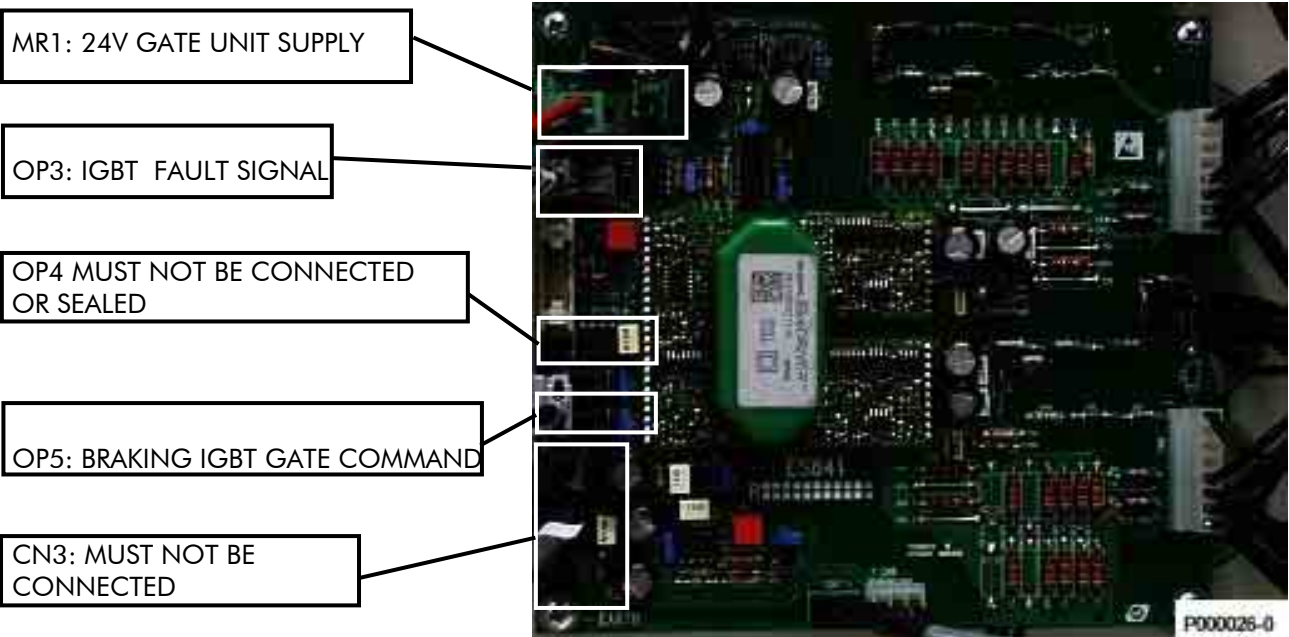 MR1: 24V GATE UNIT SUPPLY
OP3: IGBT FAULT SIGNAL
OP4 MUST NOT BE CONNECTED
OR SEALED
OP5: BRAKING IGBT GATE COMMAND
CN3: MUST NOT BE
CONNECTED
ES841
P000026-0